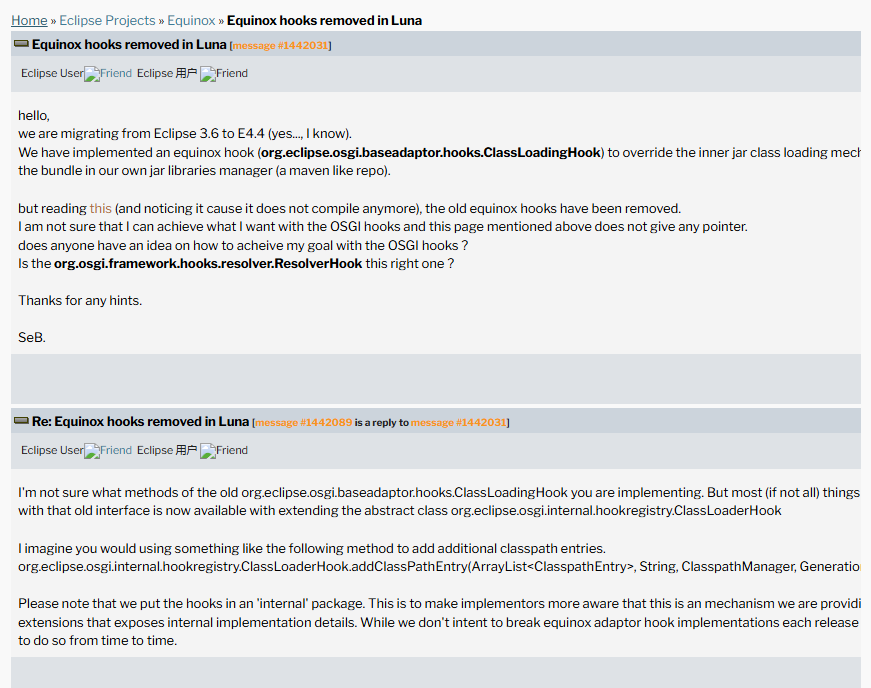 Home » Eclipse Projects » Equinox » Equinox hooks removed in Luna
Equinox hooks removed in Luna [message #1442031]
Eclipse User Friend Eclipse 用户 Friend
hello,
we are migrating from Eclipse 3.6 to E4.4 (yes..., I know).
We have implemented an equinox hook (org.eclipse.osgi.baseadaptor.hooks.ClassLoadingHook) to override the inner jar class loading mech
the bundle in our own jar libraries manager (a maven like repo).
but reading this (and noticing it cause it does not compile anymore), the old equinox hooks have been removed.
I am not sure that I can achieve what I want with the OSGI hooks and this page mentioned above does not give any pointer.
does anyone have an idea on how to acheive my goal with the OSGI hooks ?
Is the org.osgi.framework.hooks.resolver.ResolverHook this right one ?
Thanks for any hints.
SeB.
Re: Equinox hooks removed in Luna [message #1442089 is a reply to message #1442031]
Eclipse User Friend Eclipse 用户 Friend
I'm not sure what methods of the old org.eclipse.osgi.baseadaptor.hooks.ClassLoadingHook you are implementing. But most (if not all) things
with that old interface is now available with extending the abstract class org.eclipse.osgi.internal.hookregistry.ClassLoaderHook
I imagine you would using something like the following method to add additional classpath entries.
org.eclipse.osgi.internal.hookregistry.ClassLoaderHook.addClassPathEntry(ArrayList<ClasspathEntry>, String, ClasspathManager, Generatio
Please note that we put the hooks in an 'internal' package. This is to make implementors more aware that this is an mechanism we are providi
extensions that exposes internal implementation details. While we don't intent to break equinox adaptor hook implementations each release
to do so from time to time.